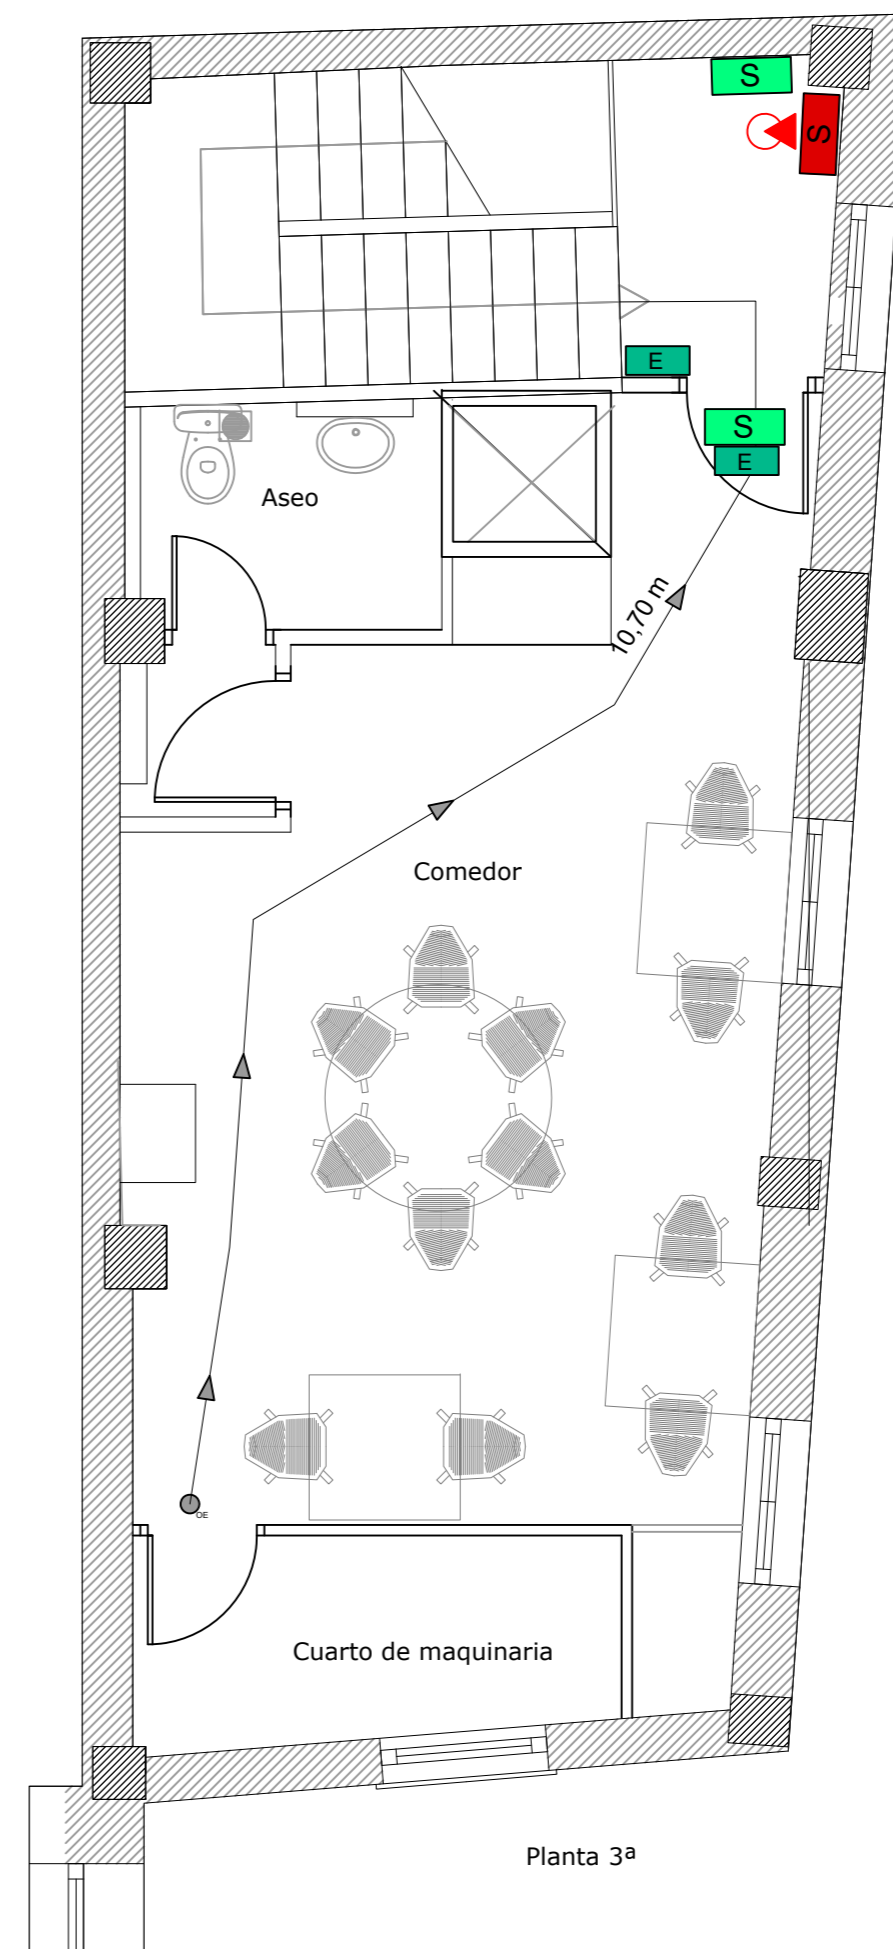 S
S
E
S
E
Aseo
10,70 m
Comedor
OE
Cuarto de maquinaria
Planta 3ª